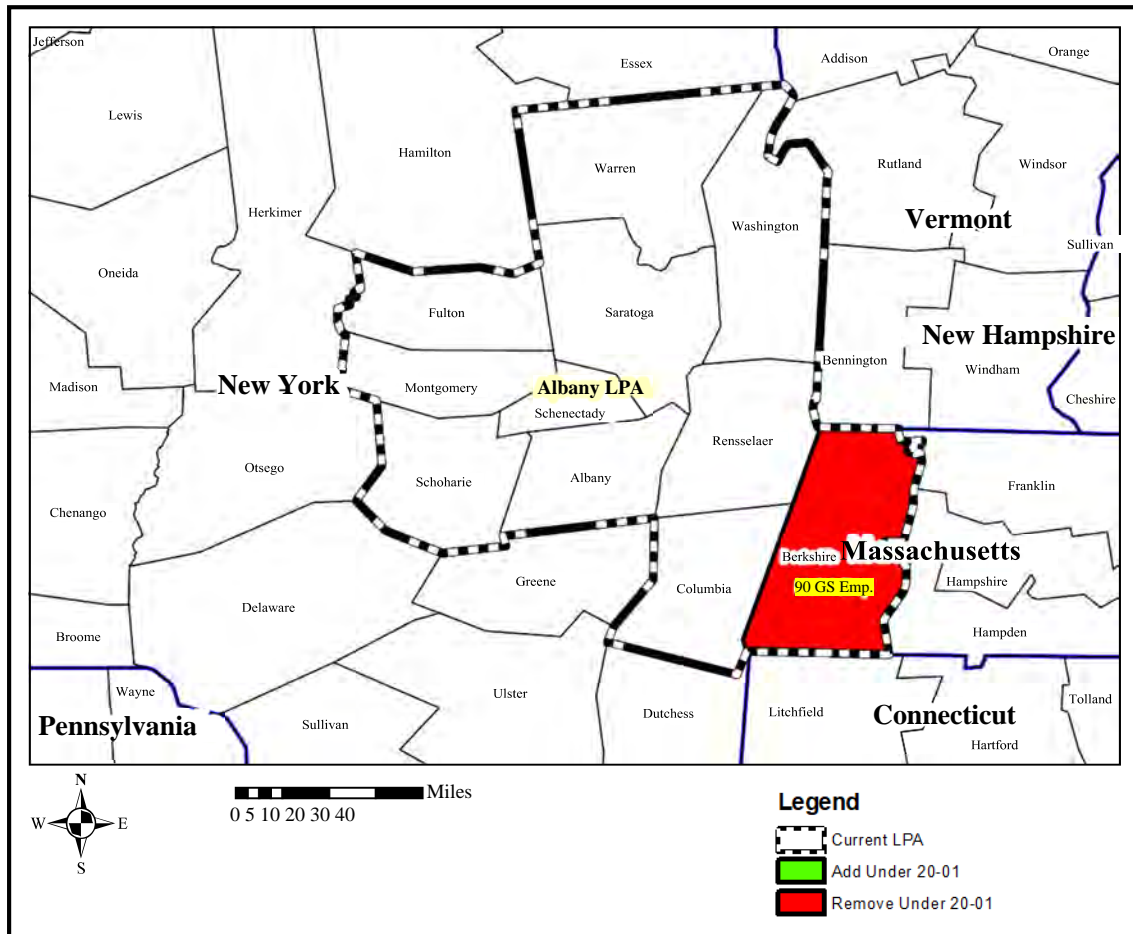 Jefferson
Essex
Addison
Orange
Lewis
Hamilton
Warren
Rutland
Windsor
Herkimer
Washington
Vermont
Sullivan
Oneida
Fulton
Saratoga
New Hampshire
Bennington
Windham
Madison
New York
Montgomery
Albany LPA
Schenectady
Cheshire
Rensselaer
Otsego
Schoharie
Albany
Franklin
Chenango
Berkshire
Massachusetts
Greene
Columbia
90 GS Emp.
Hampshire
Delaware
Broome
Hampden
Wayne
Ulster
Tolland
Pennsylvania
Sullivan
Dutchess
Litchfield
Connecticut
Hartford
N
W
E
S
Miles
0 5 10 20 30 40
Legend
Current LPA
Add Under 20-01
Remove Under 20-01